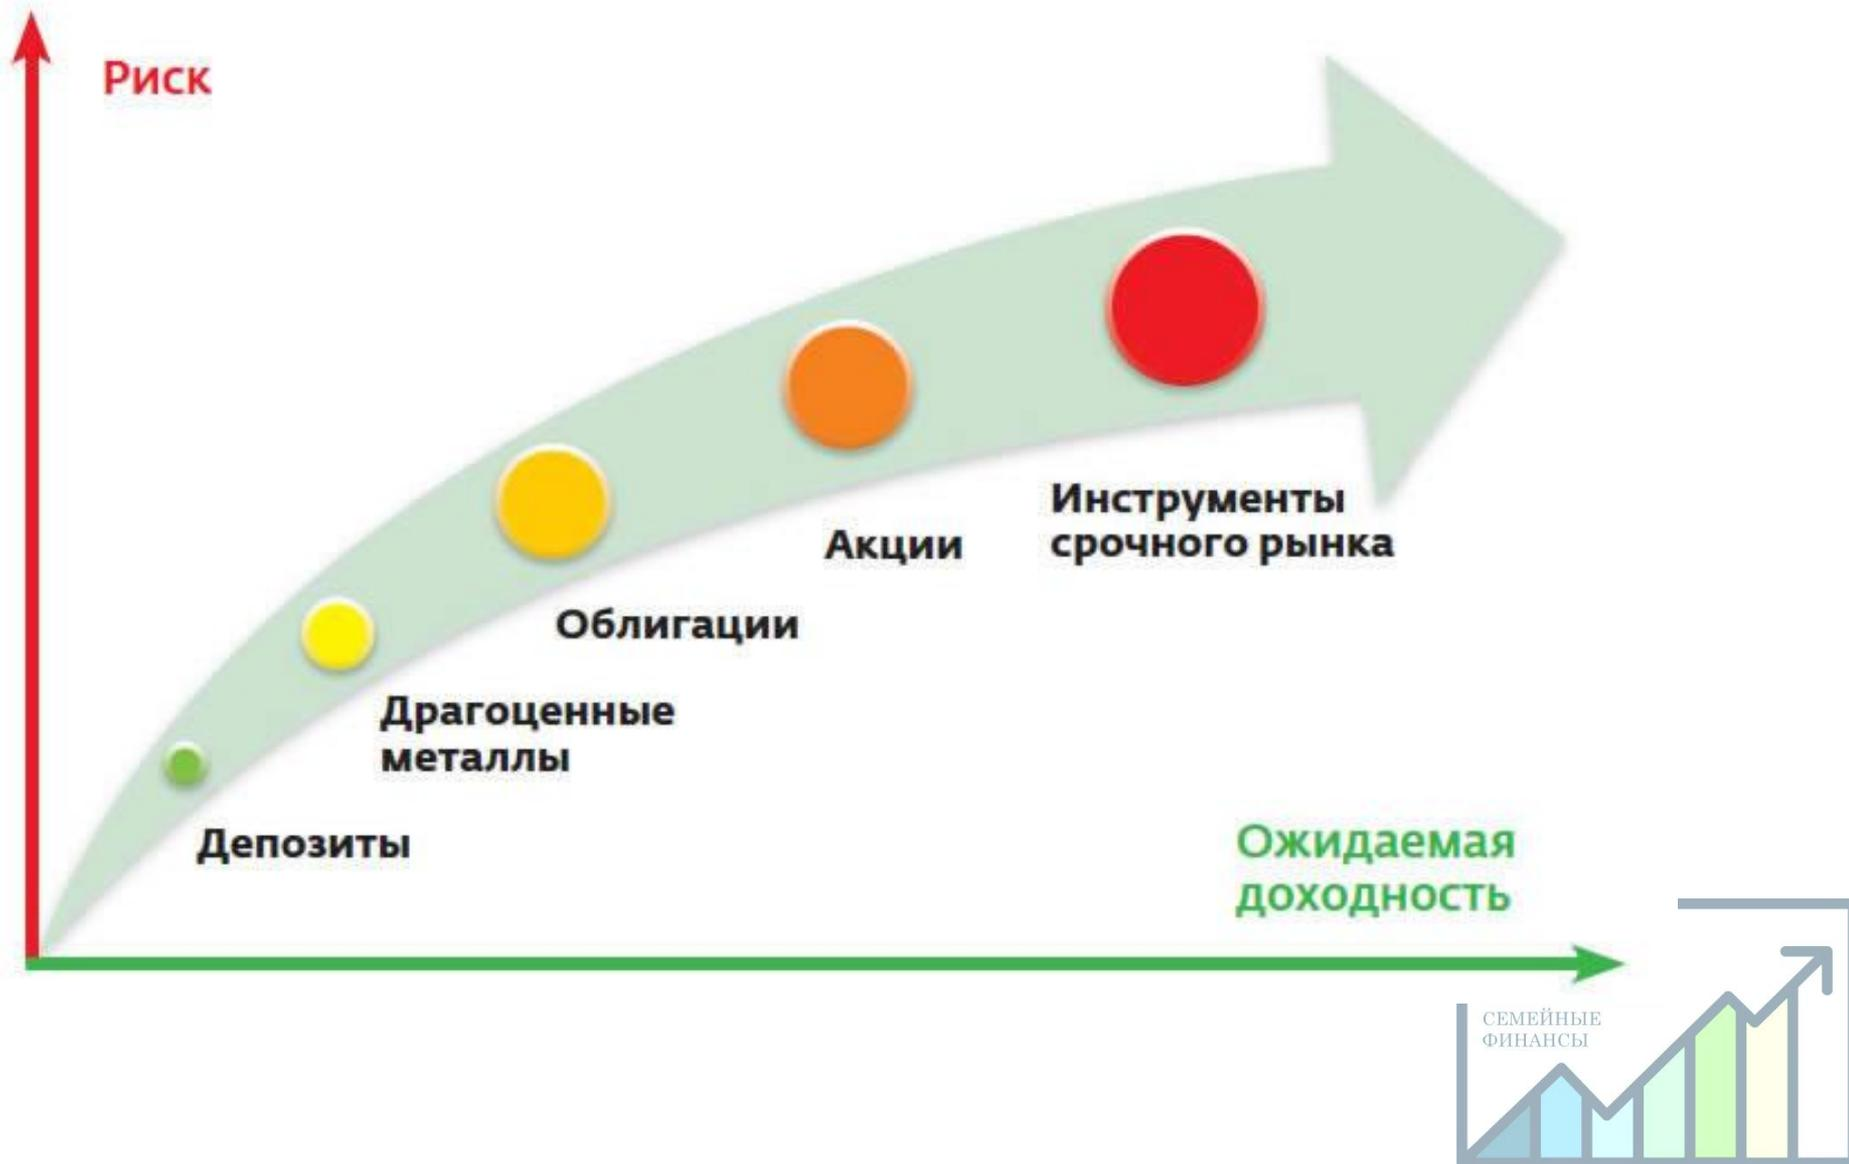 Риск
Инструменты
срочного рынка
Акции
Облигации
Драгоценные
металлы
Депозиты
Ожидаемая
доходность
СЕМЕЙНЫЕ
ФИНАНСЫ